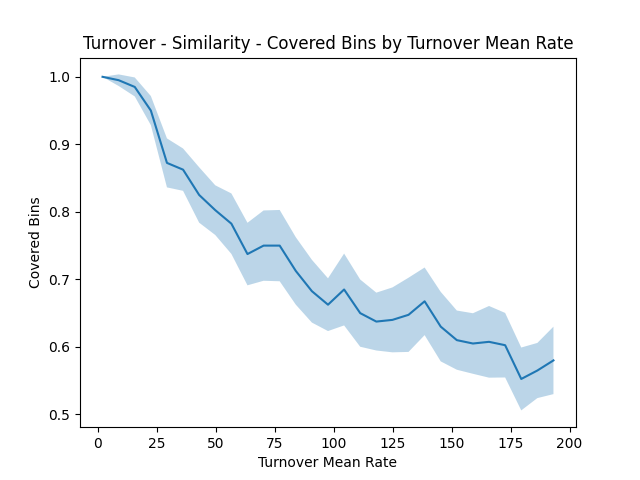 Turnover - Similarity - Covered Bins by Turnover Mean Rate
1.0
0.9
0.8
0.7
0.6
0.5
Covered Bins
0 25 50 75 100 125 150 175 200
Turnover Mean Rate